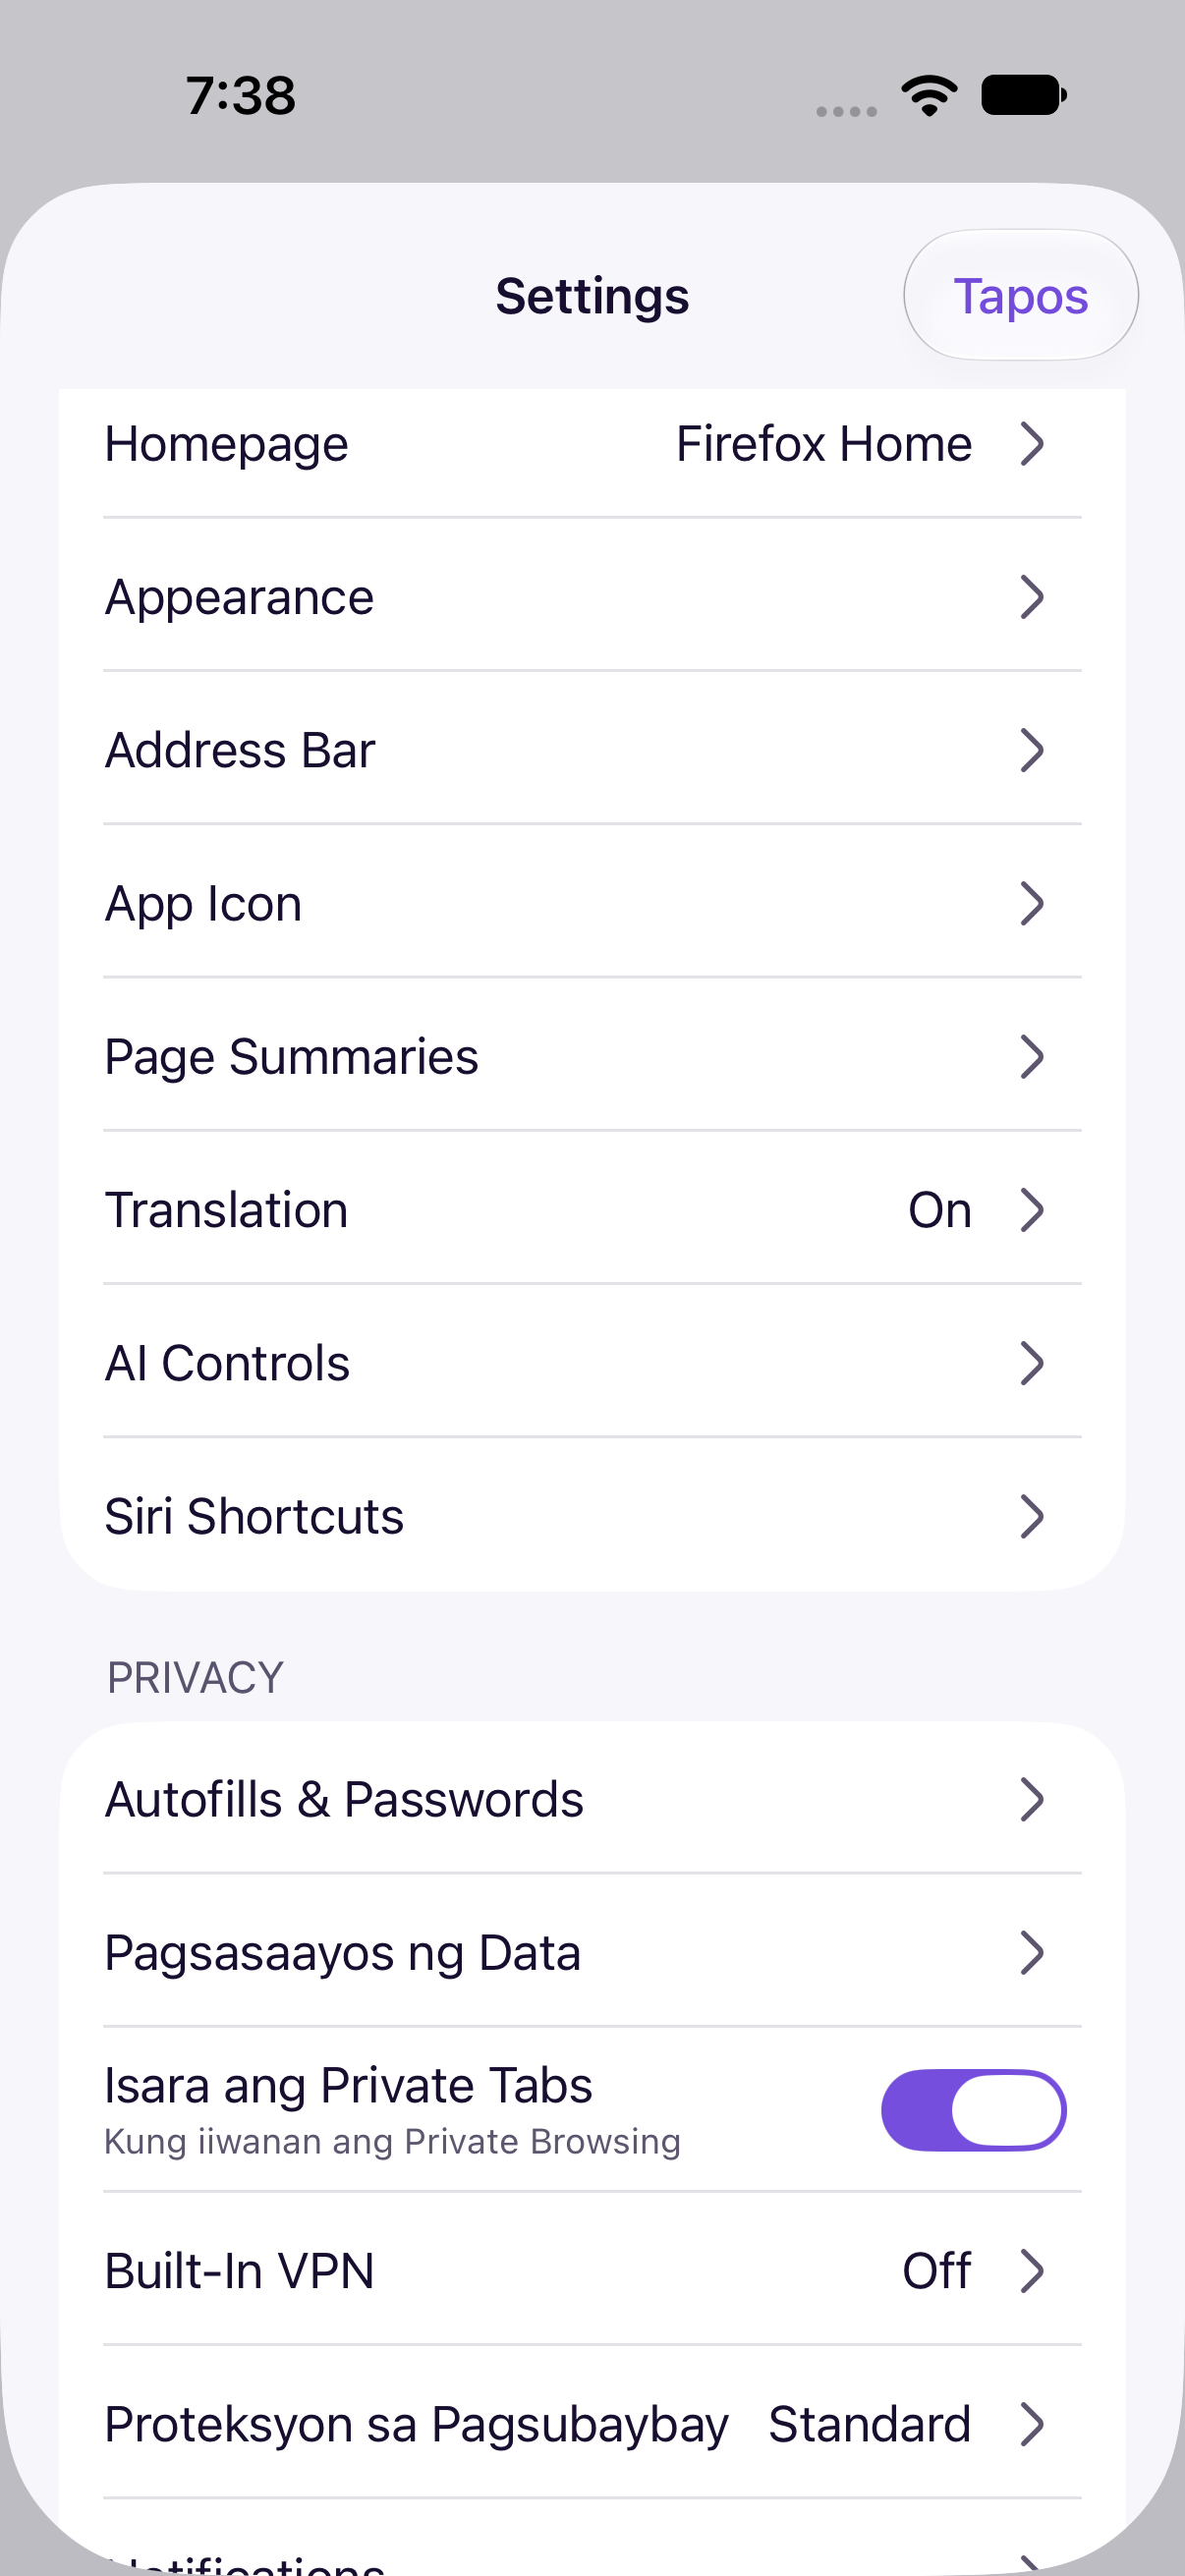 7:38
Settings
Tapos
Homepage Firefox Home
Appearance
Address Bar
App Icon
Page Summaries
Translation On
AI Controls
Siri Shortcuts
PRIVACY
Autofills & Passwords
Pagsasaayos ng Data
Isara ang Private Tabs
Kung iiwanan ang Private Browsing
Built-In VPN Off
Proteksyon sa Pagsubaybay Standard
Notifications